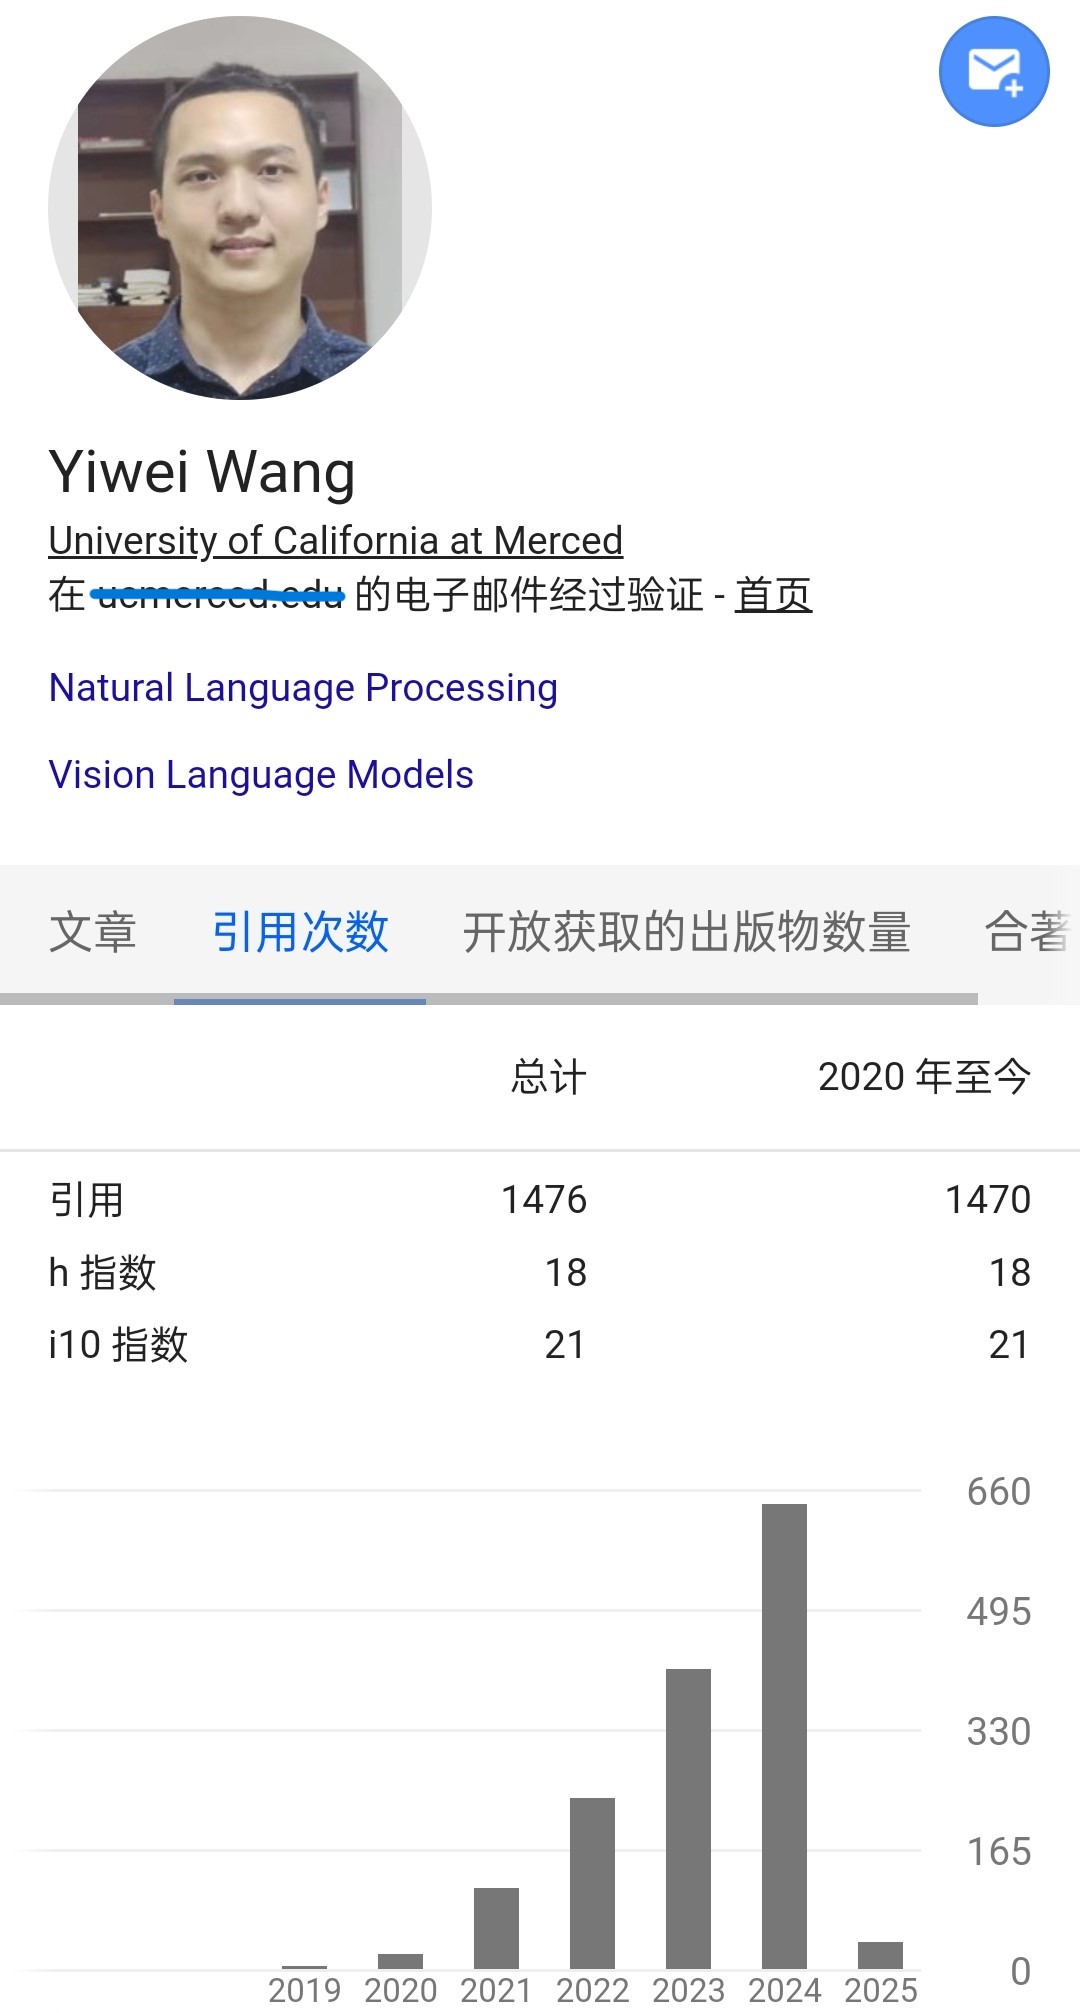 Yiwei Wang
University of California at Merced
在 ucmerced.edu 的电子邮件经过验证 - 首页
Natural Language Processing
Vision Language Models
文章 引用次数 开放获取的出版物数量 合著
总计 2020 年至今
引用 1476 1470
h 指数 18 18
i10 指数 21 21
660
495
330
165
0
2019 2020 2021 2022 2023 2024 2025